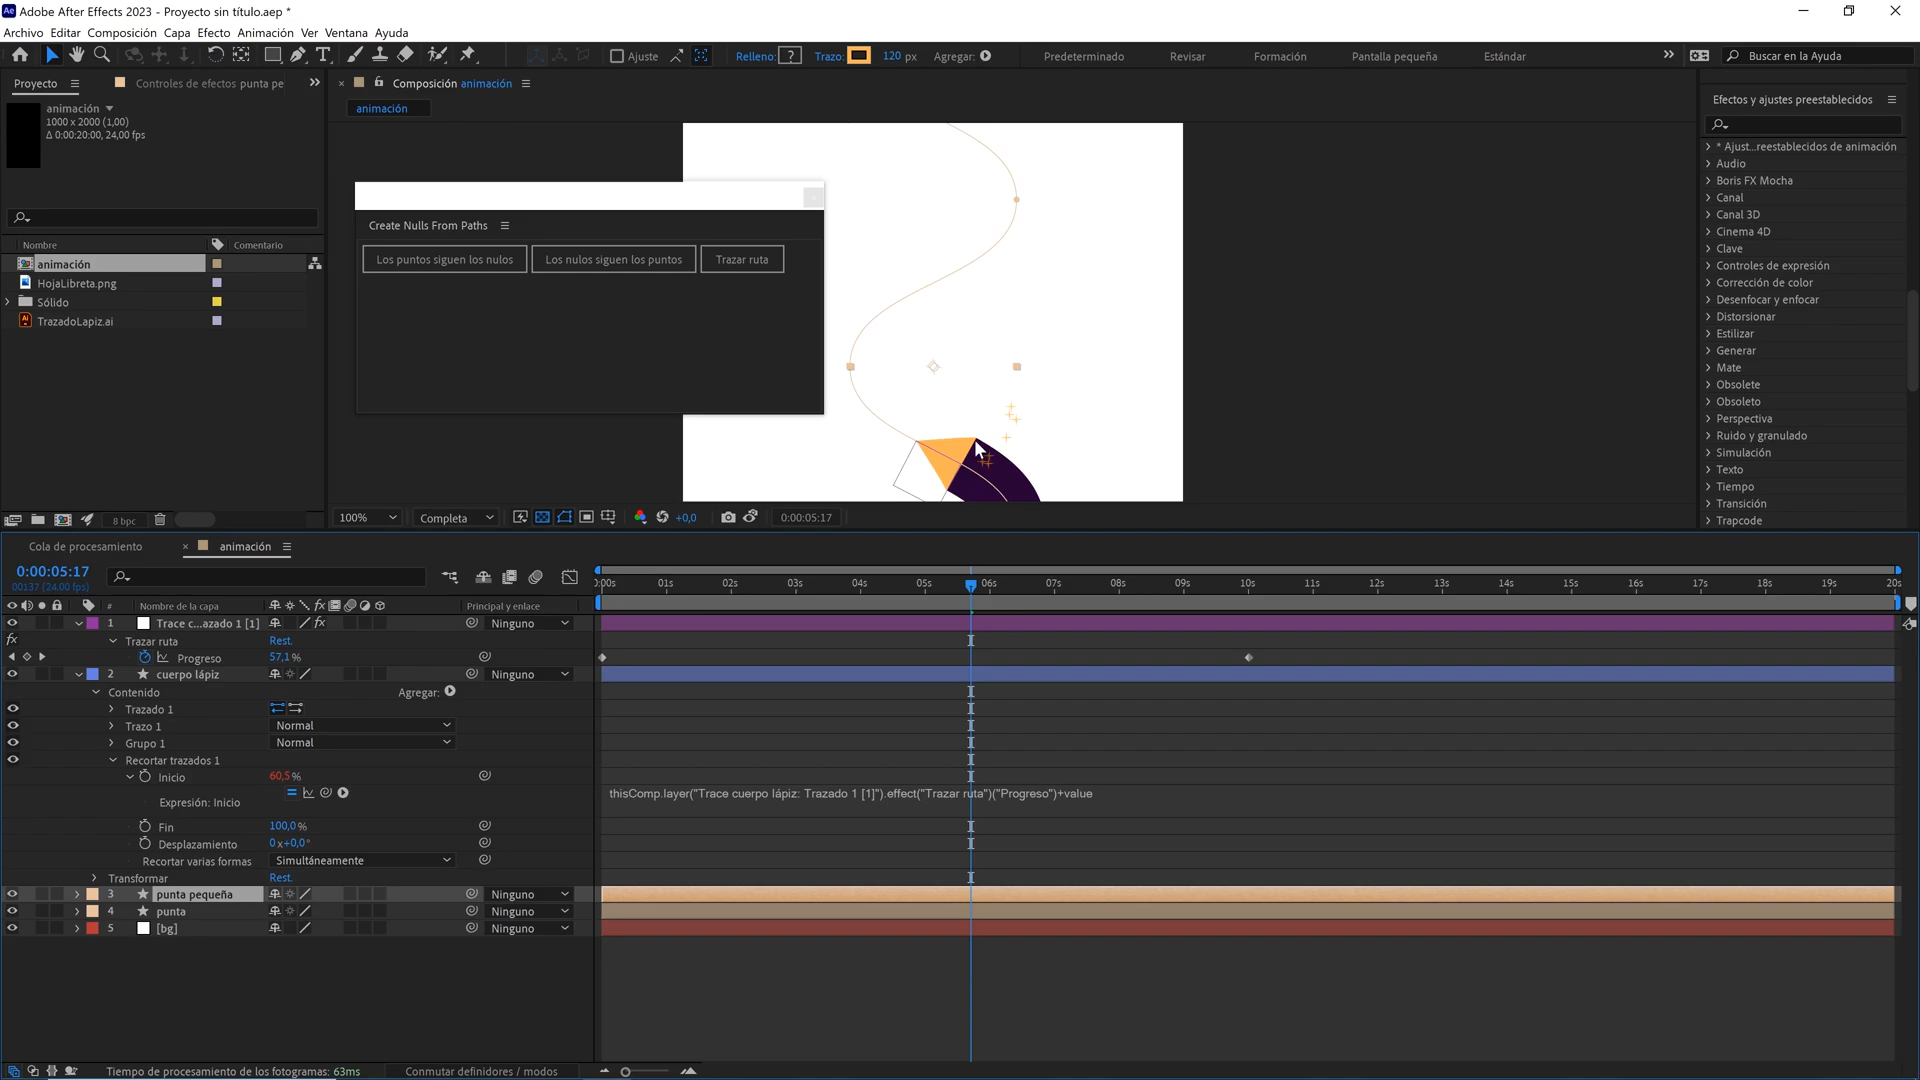 Adobe After Effects 2023 - Proyecto sin título.aep *
Archivo Editar Composición Capa Efecto Animación Ver Ventana Ayuda
Ajuste Relleno: ? Trazo: 120 px Agregar: Predeterminado Revisar Formación Pantalla pequeña Estándar Buscar en la Ayuda
Proyecto Controles de efectos punta pe
Composición animación
animación
Efectos y ajustes preestablecidos
animación
1000 x 2000 (1,00)
Δ 0:00:20:00, 24,00 fps
Nombre Comentario
animación
HojaLibreta.png
Sólido
TrazadoLapiz.ai
8 bpc
Create Nulls From Paths
Los puntos siguen los nulos Los nulos siguen los puntos Trazar ruta
100% Completa +0,0 0:00:05:17
* Ajust...reestablecidos de animación
Audio
Boris FX Mocha
Canal
Canal 3D
Cinema 4D
Clave
Controles de expresión
Corrección de color
Desenfocar y enfocar
Distorsionar
Estilizar
Generar
Mate
Obsolete
Obsoleto
Perspectiva
Ruido y granulado
Simulación
Texto
Tiempo
Transición
Trapcode
Cola de procesamiento animación
0:00:05:17
00137 (24.00 fps)
):00s 01s 02s 03s 04s 05s 06s 07s 08s 09s 10s 11s 12s 13s 14s 15s 16s 17s 18s 19s 20s
# Nombre de la capa fx Principal y enlace
1 Trace c...azado 1 [1] fx Ninguno
fx Trazar ruta Rest.
Progreso 57,1 %
2 cuerpo lápiz Ninguno
Contenido Agregar:
Trazado 1
Trazo 1 Normal
Grupo 1 Normal
Recortar trazados 1
Inicio 60,5 %
Expresión: Inicio thisComp.layer("Trace cuerpo lápiz: Trazado 1 [1]").effect("Trazar ruta")("Progreso")+value
Fin 100,0 %
Desplazamiento 0 x+0,0°
Recortar varias formas Simultáneamente
Transformar Rest.
3 punta pequeña Ninguno
4 punta Ninguno
5 [bg] Ninguno
Tiempo de procesamiento de los fotogramas: 63ms Conmutar definidores / modos